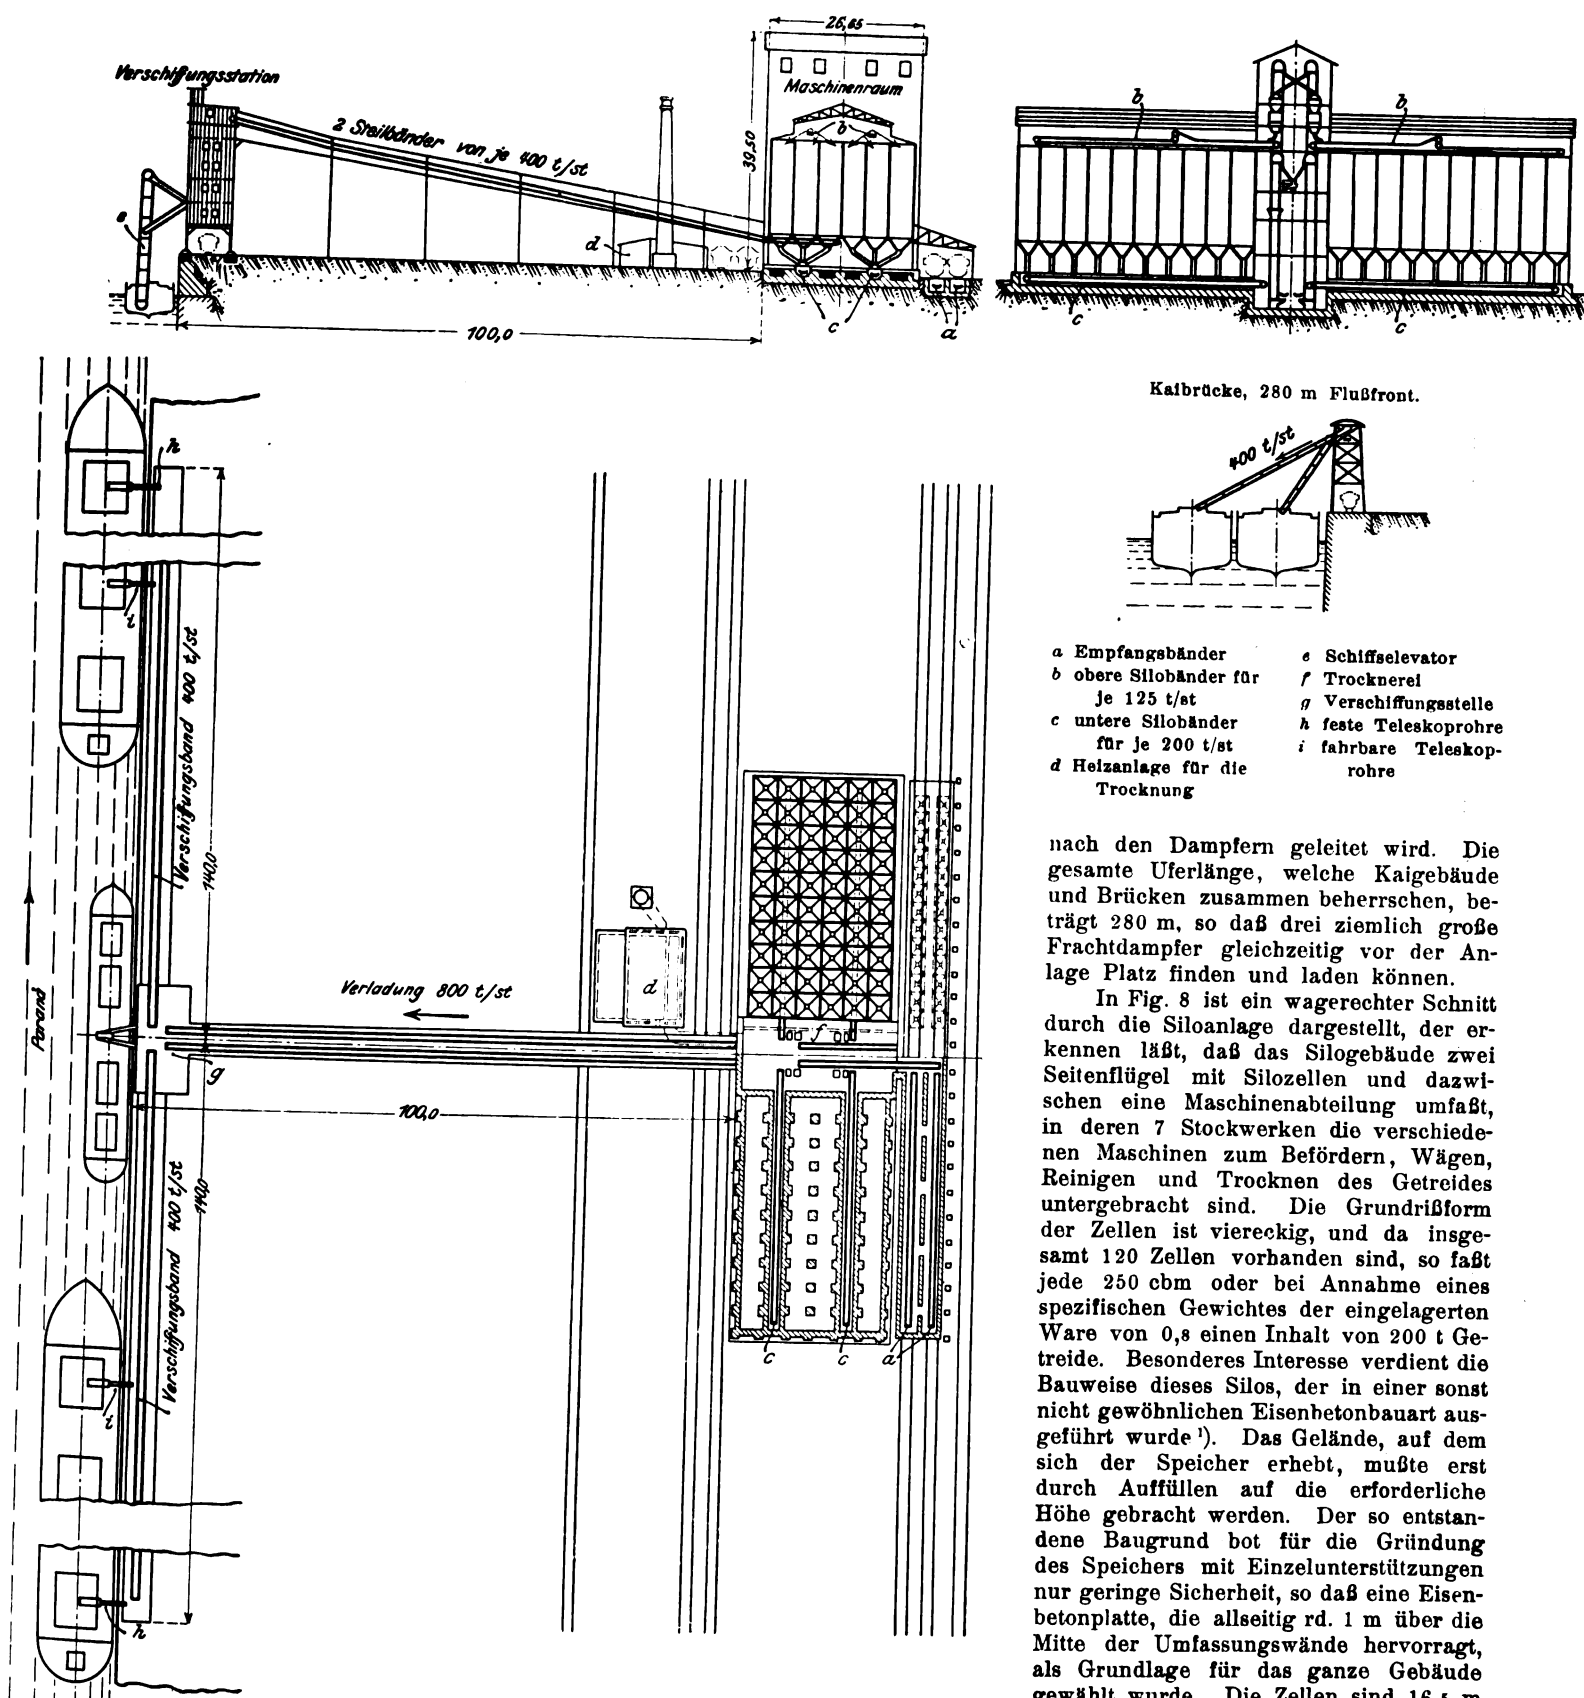 26,65
Verschiffungsstation
Maschinenraum
b
b
b
2 Steilbänder von je 400 t/st
39,50
e
d
c
a
c
c
100,0
Kaibrücke, 280 m Flußfront.
400 t/st
h
i
Verschiffungsband 400 t/st
140,0
Paraná
Verladung 800 t/st
d
f
g
100,0
140,0
Verschiffungsband 400 t/st
c
c
a
i
h
a Empfangsbänder
b obere Silobänder für
je 125 t/st
c untere Silobänder
für je 200 t/st
d Heizanlage für die
Trocknung
e Schiffselevator
f Trocknerei
g Verschiffungsstelle
h feste Teleskoprohre
i fahrbare Teleskop-
rohre
nach den Dampfern geleitet wird. Die
gesamte Uferlänge, welche Kaigebäude
und Brücken zusammen beherrschen, be-
trägt 280 m, so daß drei ziemlich große
Frachtdampfer gleichzeitig vor der An-
lage Platz finden und laden können.
In Fig. 8 ist ein wagerechter Schnitt
durch die Siloanlage dargestellt, der er-
kennen läßt, daß das Silogebäude zwei
Seitenflügel mit Silozellen und dazwi-
schen eine Maschinenabteilung umfaßt,
in deren 7 Stockwerken die verschiede-
nen Maschinen zum Befördern, Wägen,
Reinigen und Trocknen des Getreides
untergebracht sind. Die Grundrißform
der Zellen ist viereckig, und da insge-
samt 120 Zellen vorhanden sind, so faßt
jede 250 cbm oder bei Annahme eines
spezifischen Gewichtes der eingelagerten
Ware von 0,8 einen Inhalt von 200 t Ge-
treide. Besonderes Interesse verdient die
Bauweise dieses Silos, der in einer sonst
nicht gewöhnlichen Eisenbetonbauart aus-
geführt wurde ¹). Das Gelände, auf dem
sich der Speicher erhebt, mußte erst
durch Auffüllen auf die erforderliche
Höhe gebracht werden. Der so entstan-
dene Baugrund bot für die Gründung
des Speichers mit Einzelunterstützungen
nur geringe Sicherheit, so daß eine Eisen-
betonplatte, die allseitig rd. 1 m über die
Mitte der Umfassungswände hervorragt,
als Grundlage für das ganze Gebäude
gewählt wurde. Die Zellen sind 16,5 m